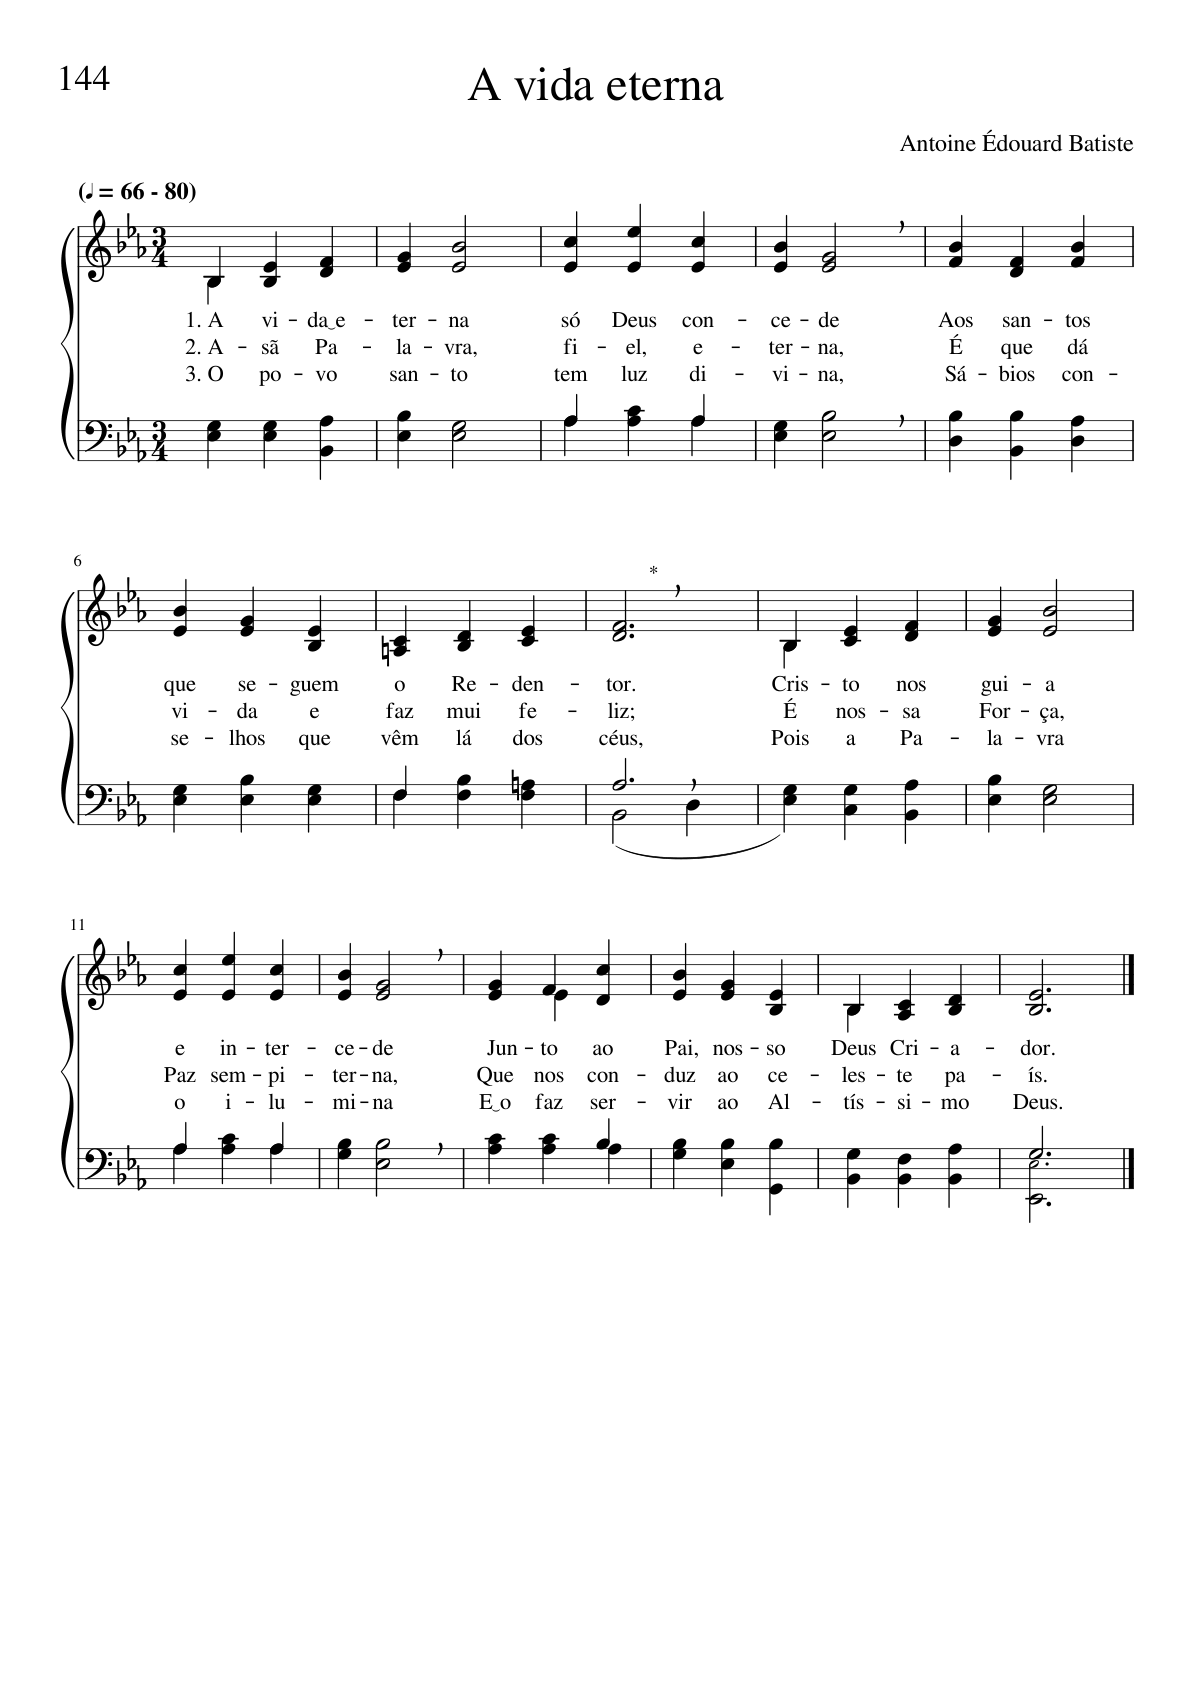 144
A vida eterna
Antoine Édouard Batiste
(♩ = 66 - 80)
1. A vi - da‿e - ter - na só Deus con - ce - de Aos san - tos
2. A - sã Pa - la - vra, fi - el, e - ter - na, É que dá
3. O po - vo san - to tem luz di - vi - na, Sá - bios con -
6
*
que se - guem o Re - den - tor. Cris - to nos gui - a
vi - da e faz mui fe - liz; É nos - sa For - ça,
se - lhos que vêm lá dos céus, Pois a Pa - la - vra
11
e in - ter - ce - de Jun - to ao Pai, nos - so Deus Cri - a - dor.
Paz sem - pi - ter - na, Que nos con - duz ao ce - les - te pa - ís.
o i - lu - mi - na E‿o faz ser - vir ao Al - tís - si - mo Deus.